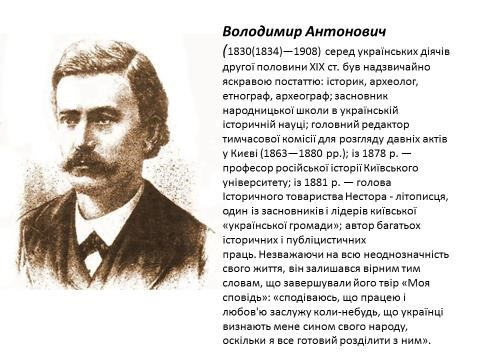 Володимир Антонович
(1830(1834)—1908) серед українських діячів
другої половини XIX ст. був надзвичайно
яскравою постаттю: історик, археолог,
етнограф, археограф; засновник
народницької школи в українській
історичній науці; головний редактор
тимчасової комісії для розгляду давніх актів
у Києві (1863—1880 рр.); із 1878 р. —
професор російської історії Київського
університету; із 1881 р. — голова
Історичного товариства Нестора - літописця,
один із засновників і лідерів київської
«української громади»; автор багатьох
історичних і публіцистичних
праць. Незважаючи на всю неоднозначність
свого життя, він залишався вірним тим
словам, що завершували його твір «Моя
сповідь»: «сподіваюсь, що працею і
любов'ю заслужу коли-небудь, що українці
визнають мене сином свого народу,
оскільки я все готовий розділити з ним».